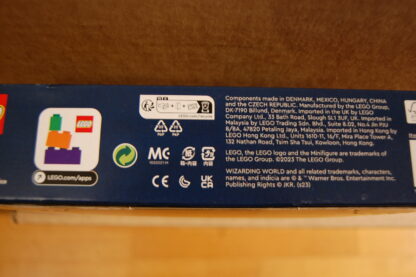 Components made in DENMARK, MEXICO, HUNGARY, CHINA
and the CZECH REPUBLIC. Manufactured by the LEGO Group,
DK-7190 Billund, Denmark. Imported in UK by LEGO
Company Limited, 33 Bath Road, Slough SL1 3UF, UK. Imported in
Malaysia by LEGO Trading Sdn. Bhd., Suite 8.02, No.4 Jln PJU
8/8A, 47820 Petaling Jaya, Malaysia. Imported in Hong Kong by
LEGO Hong Kong Ltd., Units 1610-11, 16/F, Mira Place Tower A,
132 Nathan Road, Tsim Sha Tsui, Kowloon, Hong Kong.
LEGO, the LEGO logo and the Minifigure are trademarks of
the LEGO Group. ©2023 The LEGO Group.
WIZARDING WORLD and all related trademarks, characters,
names, and indicia are © & ™ Warner Bros. Entertainment Inc.
Publishing Rights © JKR. (s23)
LEGO
LEGO.com/apps
PAP
PAP
CE
UK
CA